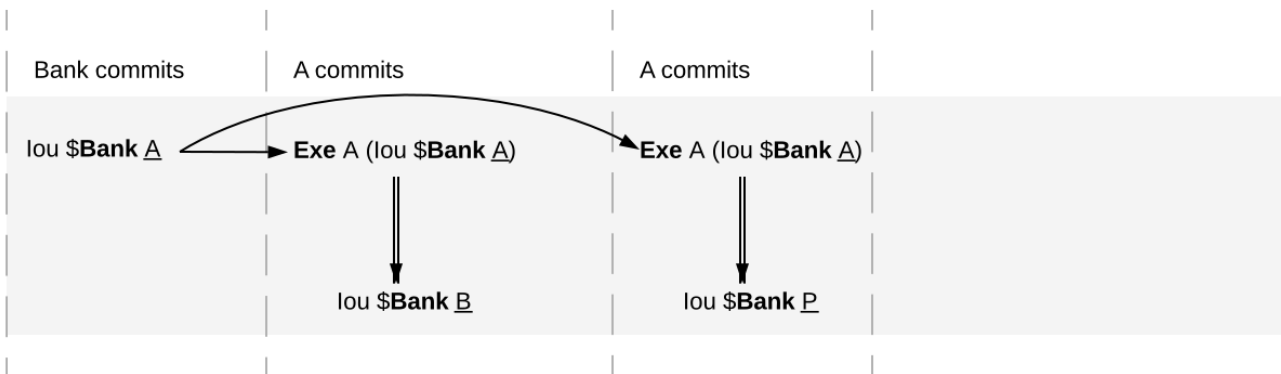 Bank commits
A commits
A commits
Iou $Bank A
Exe A (Iou $Bank A)
Exe A (Iou $Bank A)
Iou $Bank B
Iou $Bank P